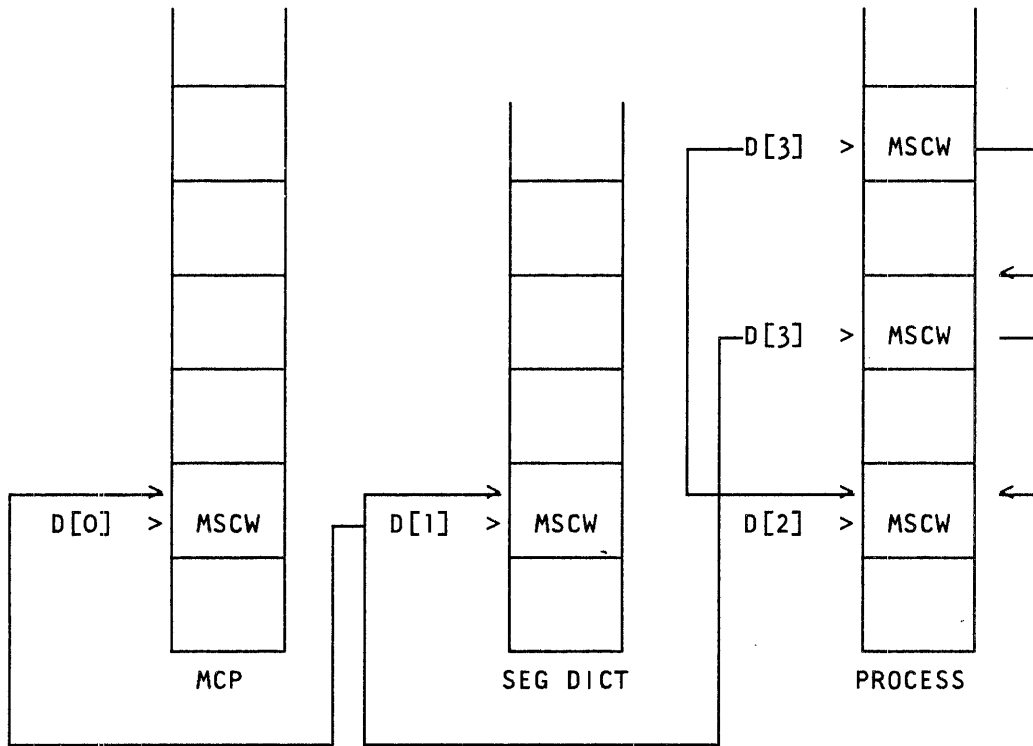 D[3] > MSCW
D[3] > MSCW
D[0] > MSCW D[1] > MSCW D[2] > MSCW
MCP SEG DICT PROCESS